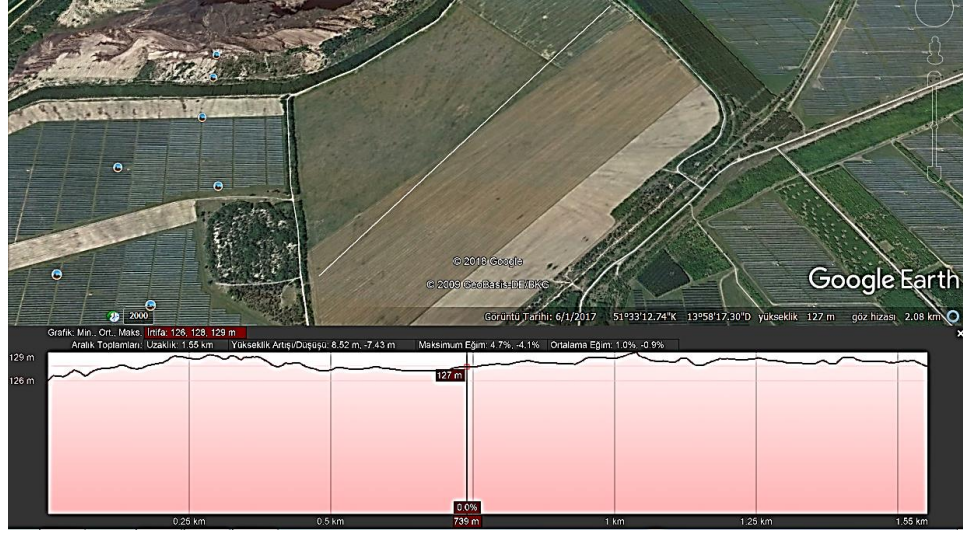 © 2018 Google
© 2009 GeoBasis-DE/BKG
Google Earth
2000
Görüntü Tarihi: 6/1/2017 51°33'12.74"K 13°58'17.30"D yükseklik 127 m göz hizası 2.08 km
Grafik: Min., Ort., Maks. İrtifa: 126, 128, 129 m
Aralık Toplamları: Uzaklık: 1.55 km Yükseklik Artışı/Düşüşü: 8.52 m, -7.43 m Maksimum Eğim: 4.7%, -4.1% Ortalama Eğim: 1.0%, -0.9%
129 m
126 m
127 m
0.0%
0.25 km 0.5 km 739 m 1 km 1.25 km 1.55 km